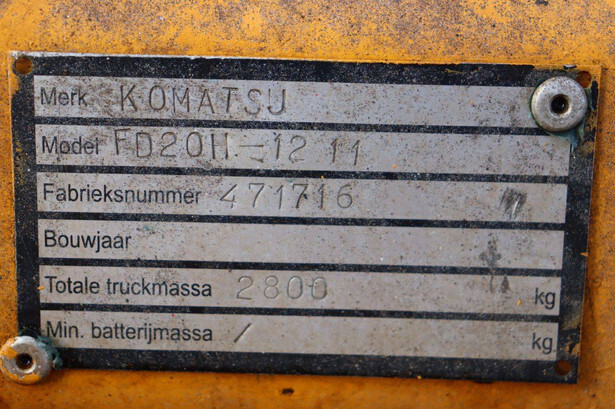 Merk KOMATSU
Model FD20H-12 11
Fabrieksnummer 471716
Bouwjaar
Totale truckmassa 2800 kg
Min. batterijmassa / kg